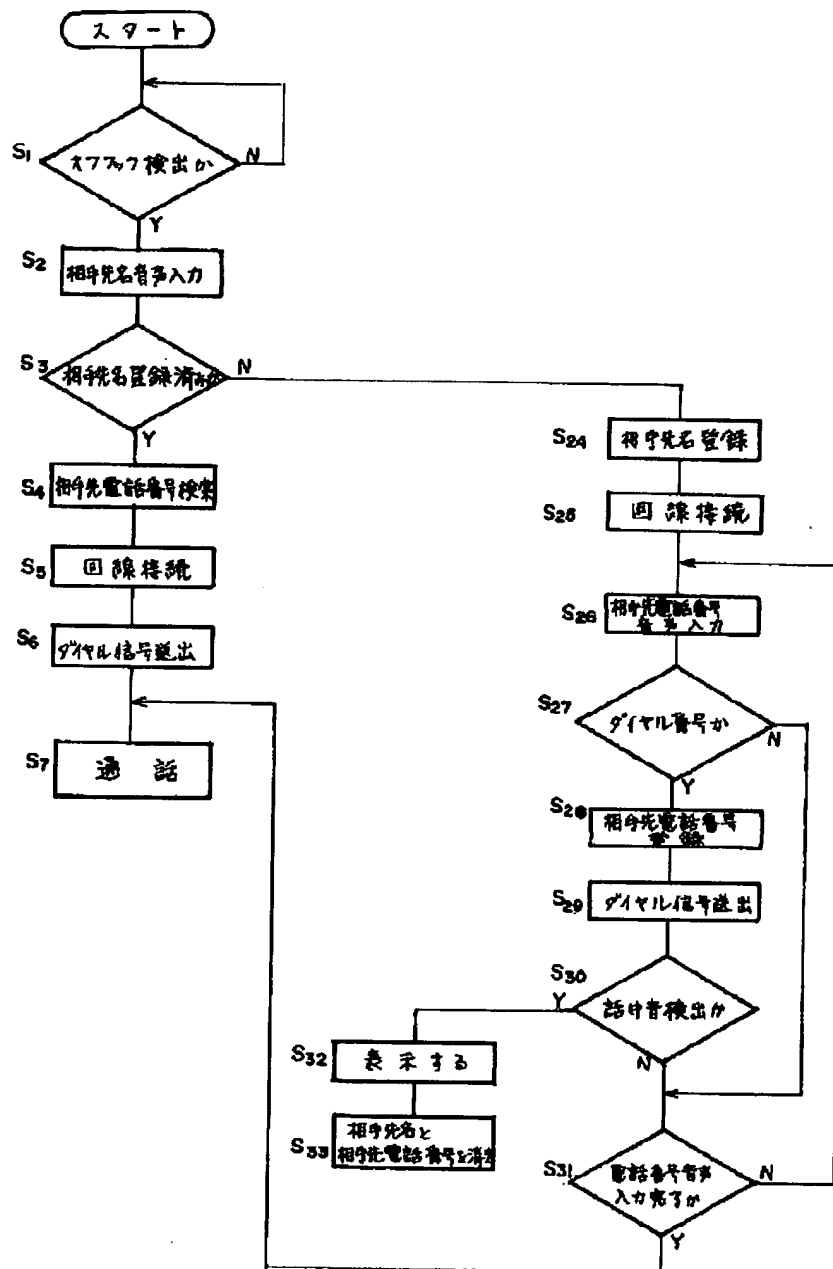 スタート
S1
オフフック検出か
N
Y
S2
相手先名音声入力
S3
相手先名登録済みか
N
Y
S4
相手先電話番号検索
S5
回線接続
S6
ダイヤル信号送出
S7
通話
S24
相手先名登録
S25
回線接続
S26
相手先電話番号
音声入力
S27
ダイヤル番号か
N
Y
S28
相手先電話番号
登録
S29
ダイヤル信号送出
S30
話中音検出か
Y
N
S32
表示する
S33
相手先名と
相手先電話番号を消去
S31
電話番号音声
入力完了か
N
Y